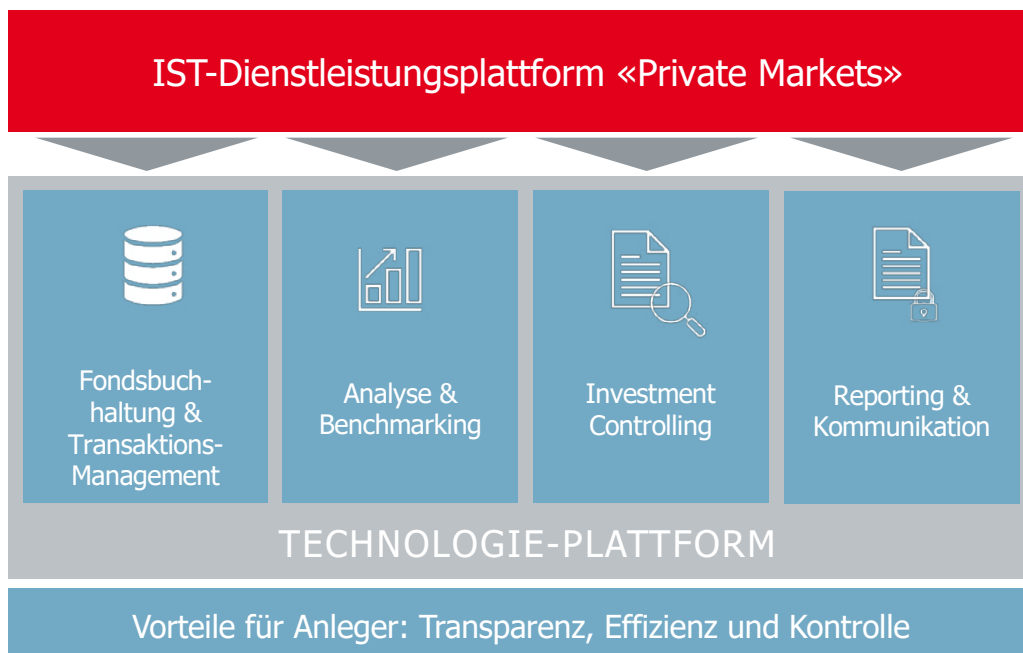 IST-Dienstleistungsplattform «Private Markets»
Fondsbuch-
haltung &
Transaktions-
Management
Analyse &
Benchmarking
Investment
Controlling
Reporting &
Kommunikation
TECHNOLOGIE-PLATTFORM
Vorteile für Anleger: Transparenz, Effizienz und Kontrolle